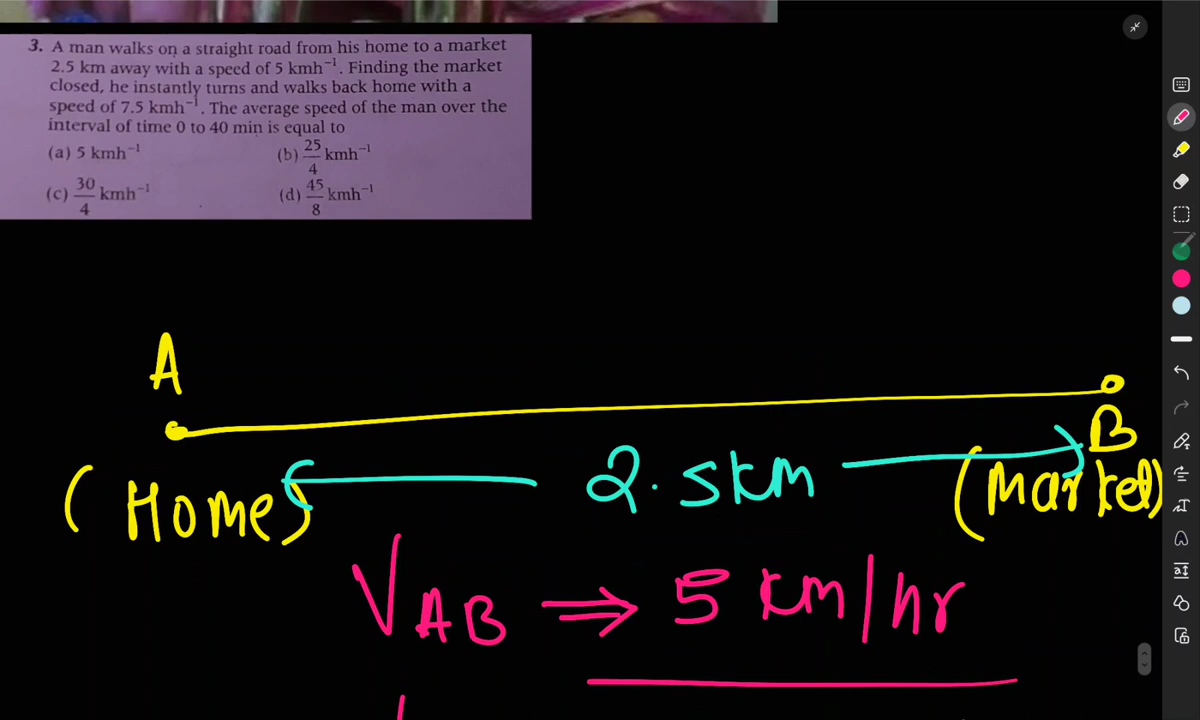 3. A man walks on a straight road from his home to a market
2.5 km away with a speed of 5 kmh⁻¹. Finding the market
closed, he instantly turns and walks back home with a
speed of 7.5 kmh⁻¹. The average speed of the man over the
interval of time 0 to 40 min is equal to
(a) 5 kmh⁻¹ (b) 25/4 kmh⁻¹
(c) 30/4 kmh⁻¹ (d) 45/8 kmh⁻¹
A
B
(Home) 2.5km (Market)
VAB ⇒ 5 km/hr